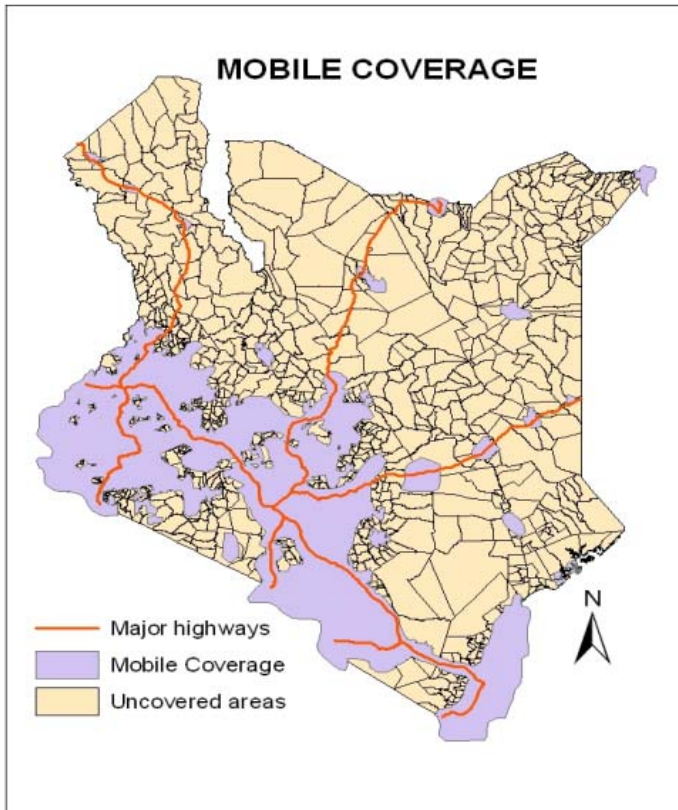 MOBILE COVERAGE
N
Major highways
Mobile Coverage
Uncovered areas